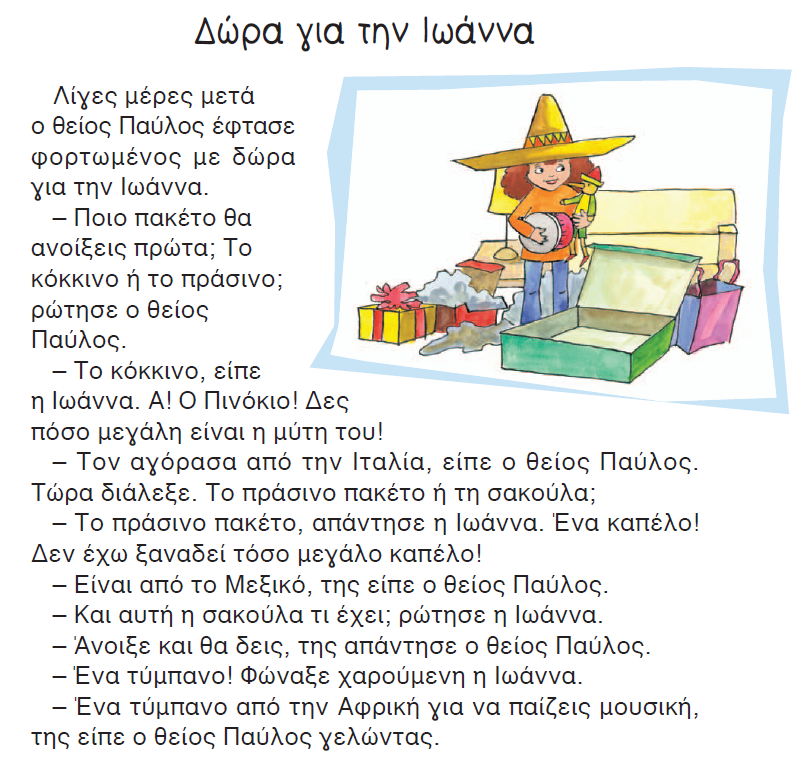 Δώρα για την Ιωάννα
Λίγες μέρες μετά
ο θείος Παύλος έφτασε
φορτωμένος με δώρα
για την Ιωάννα.
– Ποιο πακέτο θα
ανοίξεις πρώτα; Το
κόκκινο ή το πράσινο;
ρώτησε ο θείος
Παύλος.
– Το κόκκινο, είπε
η Ιωάννα. Α! Ο Πινόκιο! Δες
πόσο μεγάλη είναι η μύτη του!
– Τον αγόρασα από την Ιταλία, είπε ο θείος Παύλος.
Τώρα διάλεξε. Το πράσινο πακέτο ή τη σακούλα;
– Το πράσινο πακέτο, απάντησε η Ιωάννα. Ένα καπέλο!
Δεν έχω ξαναδεί τόσο μεγάλο καπέλο!
– Είναι από το Μεξικό, της είπε ο θείος Παύλος.
– Και αυτή η σακούλα τι έχει; ρώτησε η Ιωάννα.
– Άνοιξε και θα δεις, της απάντησε ο θείος Παύλος.
– Ένα τύμπανο! Φώναξε χαρούμενη η Ιωάννα.
– Ένα τύμπανο από την Αφρική για να παίζεις μουσική,
της είπε ο θείος Παύλος γελώντας.